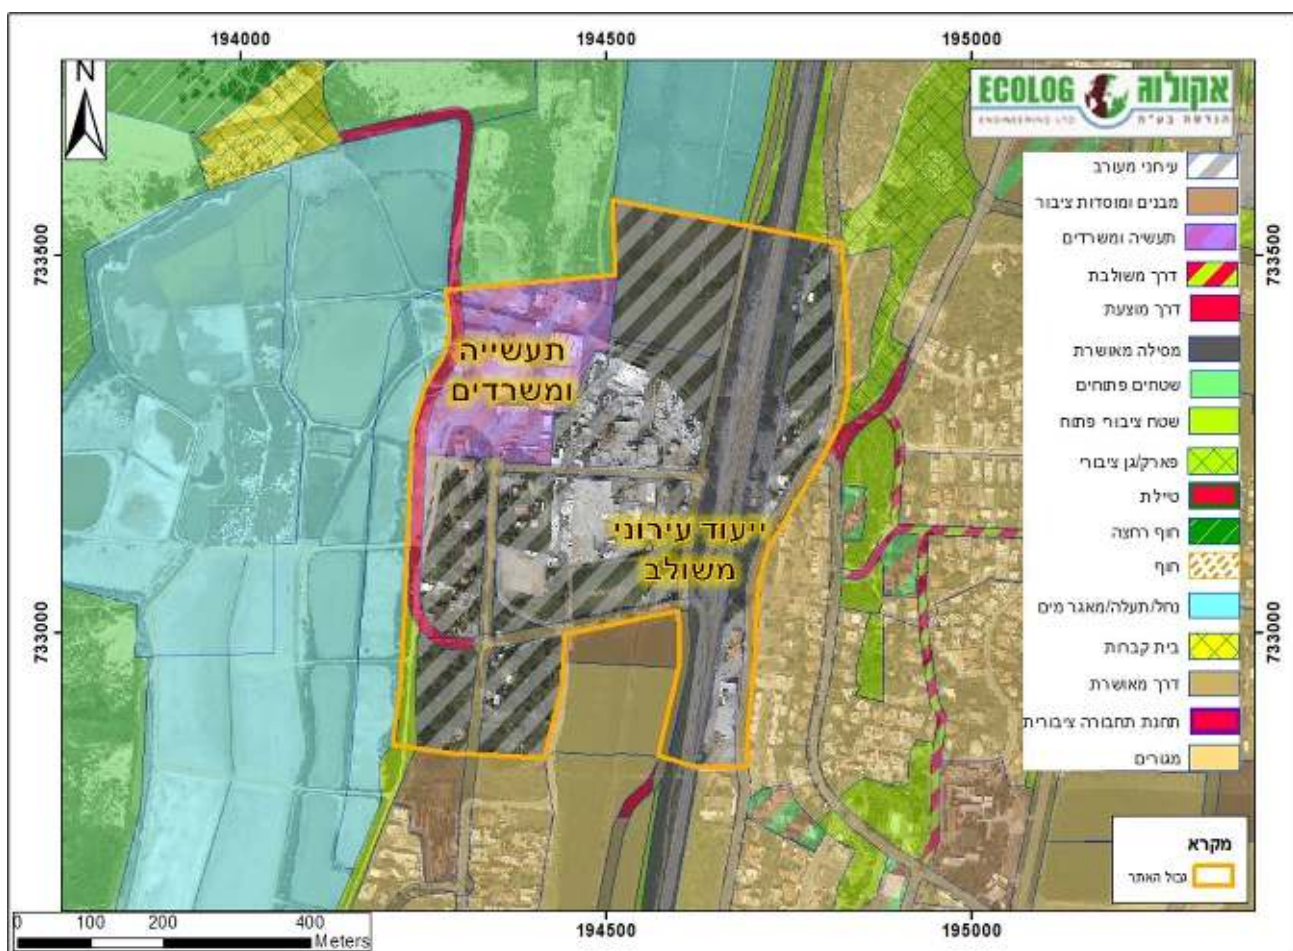 194000
194500
195000
N
ECOLOG
ENGINEERING LTD
אקולוג
הנדסה בע"מ
עירוני מעורב
מבנים ומוסדות ציבור
תעשיה ומשרדים
דרך משולבת
דרך מוצעת
מסילה מאושרת
שטחים פתוחים
שטח ציבורי פתוח
פארק/גן ציבורי
טיילת
חוף רחצה
חוף
נחל/תעלה/מאגר מים
בית קברות
דרך מאושרת
תחנת תחבורה ציבורית
מגורים
733500
733500
תעשייה
ומשרדים
ייעוד עירוני
משולב
733000
733000
מקרא
גבול האתר
0 100 200 400
Meters
194500
195000